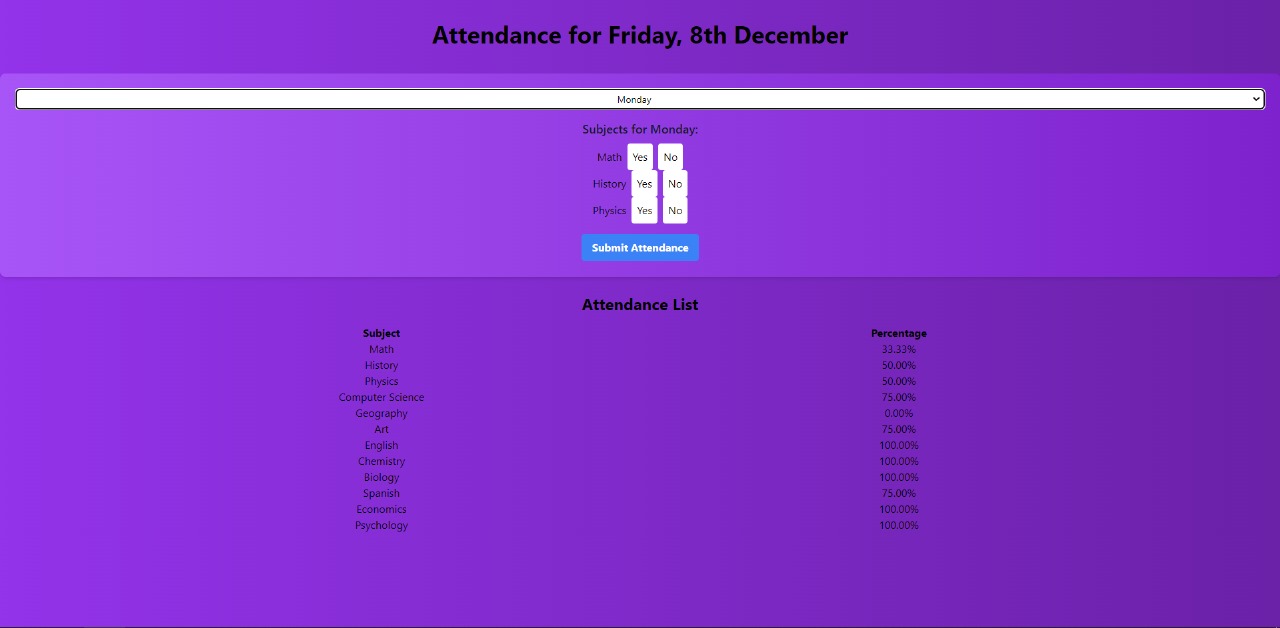 Attendance for Friday, 8th December
Monday
Subjects for Monday:
Math Yes No
History Yes No
Physics Yes No
Submit Attendance
Attendance List
Subject Percentage
Math 33.33%
History 50.00%
Physics 50.00%
Computer Science 75.00%
Geography 0.00%
Art 75.00%
English 100.00%
Chemistry 100.00%
Biology 100.00%
Spanish 75.00%
Economics 100.00%
Psychology 100.00%